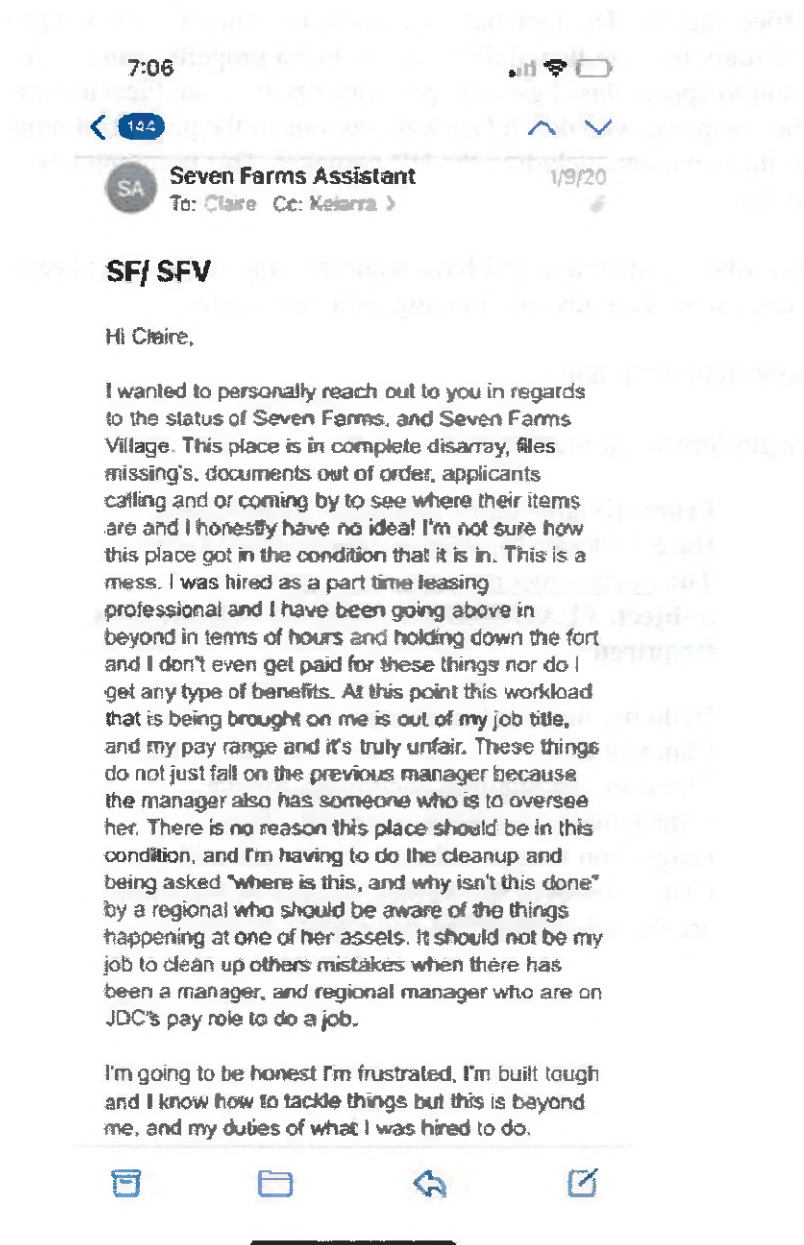 7:06
144
SA
Seven Farms Assistant
1/9/20
To: Claire Cc: Keiarra >
SF/ SFV
Hi Claire,
I wanted to personally reach out to you in regards
to the status of Seven Farms, and Seven Farms
Village. This place is in complete disarray, files
missing's, documents out of order, applicants
calling and or coming by to see where their items
are and I honestly have no idea! I'm not sure how
this place got in the condition that it is in. This is a
mess. I was hired as a part time leasing
professional and I have been going above in
beyond in terms of hours and holding down the fort
and I don't even get paid for these things nor do I
get any type of benefits. At this point this workload
that is being brought on me is out of my job title,
and my pay range and it's truly unfair. These things
do not just fall on the previous manager because
the manager also has someone who is to oversee
her. There is no reason this place should be in this
condition, and I'm having to do the cleanup and
being asked "where is this, and why isn't this done"
by a regional who should be aware of the things
happening at one of her assets. It should not be my
job to clean up others mistakes when there has
been a manager, and regional manager who are on
JDC's pay role to do a job.
I'm going to be honest I'm frustrated, I'm built tough
and I know how to tackle things but this is beyond
me, and my duties of what I was hired to do.